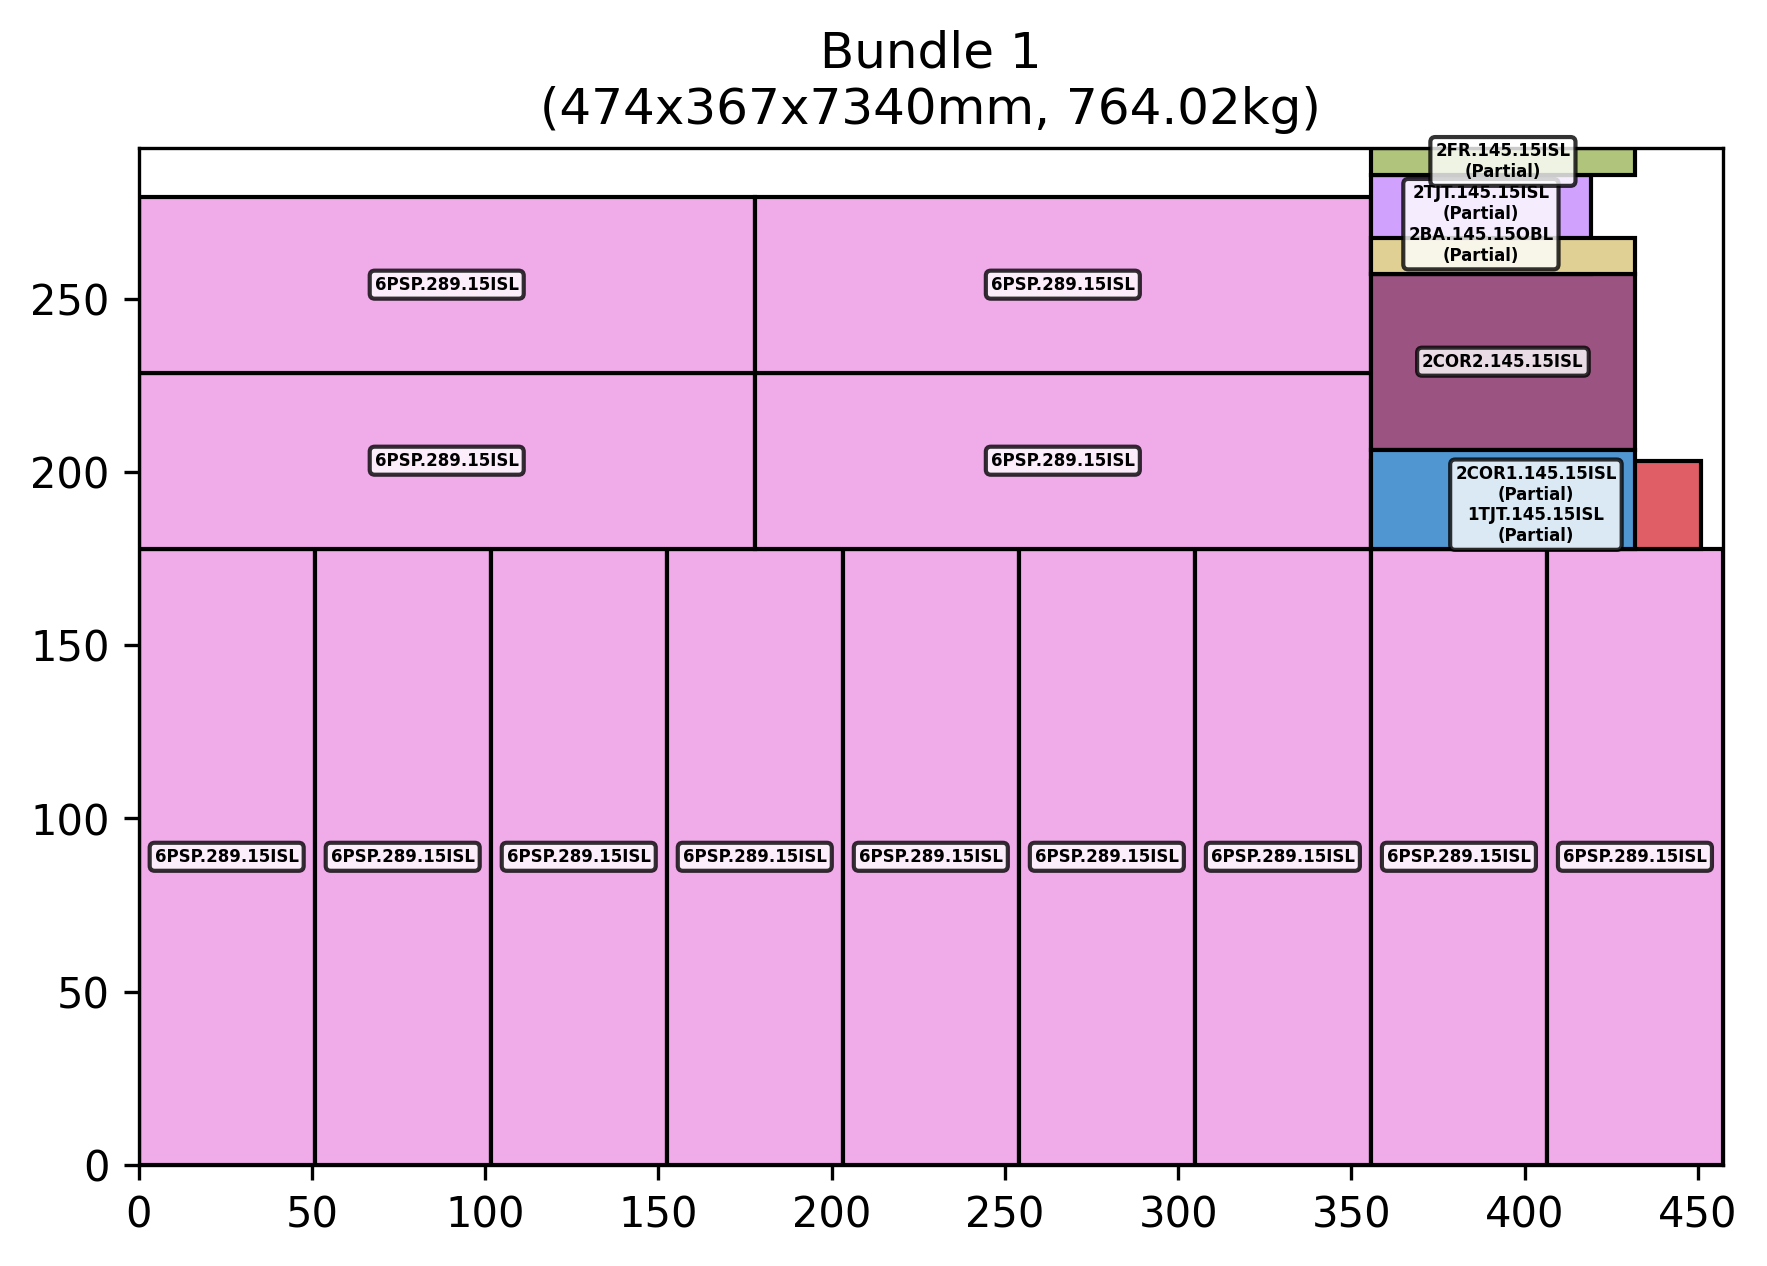 Bundle 1
(474x367x7340mm, 764.02kg)
2FR.145.15ISL
(Partial)
2TJT.145.15ISL
(Partial)
2BA.145.15OBL
(Partial)
250
6PSP.289.15ISL
6PSP.289.15ISL
2COR2.145.15ISL
200
6PSP.289.15ISL
6PSP.289.15ISL
2COR1.145.15ISL
(Partial)
1TJT.145.15ISL
(Partial)
150
100
6PSP.289.15ISL
6PSP.289.15ISL
6PSP.289.15ISL
6PSP.289.15ISL
6PSP.289.15ISL
6PSP.289.15ISL
6PSP.289.15ISL
6PSP.289.15ISL
6PSP.289.15ISL
50
0
0 50 100 150 200 250 300 350 400 450